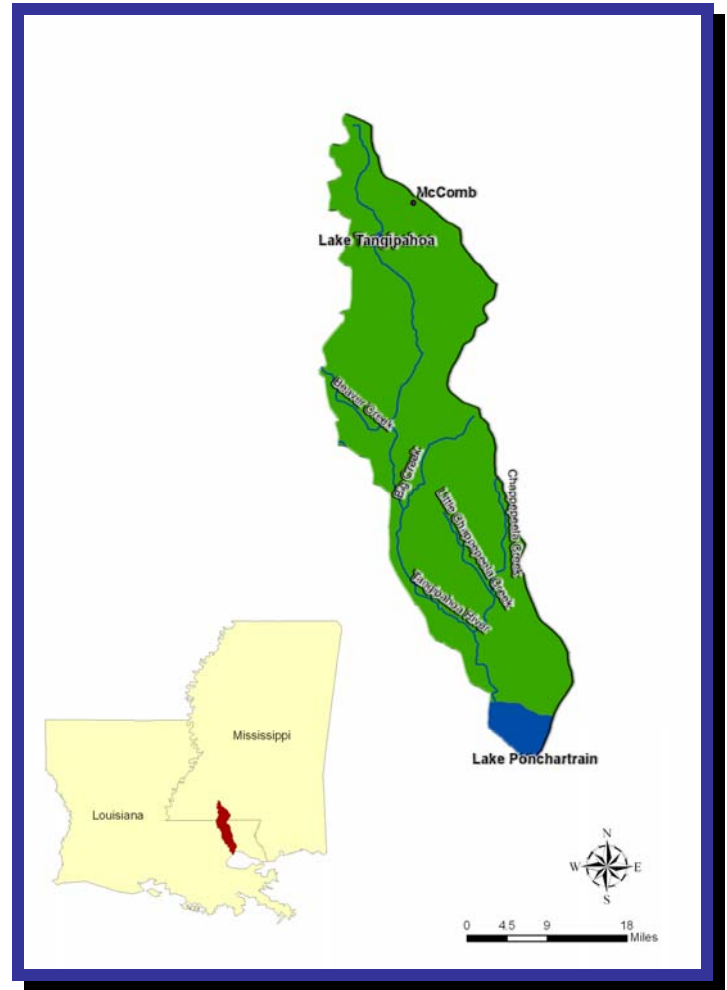 McComb
Lake Tangipahoa
Beaver Creek
Big Creek
Chappepeela Creek
Little Chappepeela Creek
Tangipahoa River
Lake Ponchartrain
Mississippi
Louisiana
N
W E
S
0 4.5 9 18
Miles